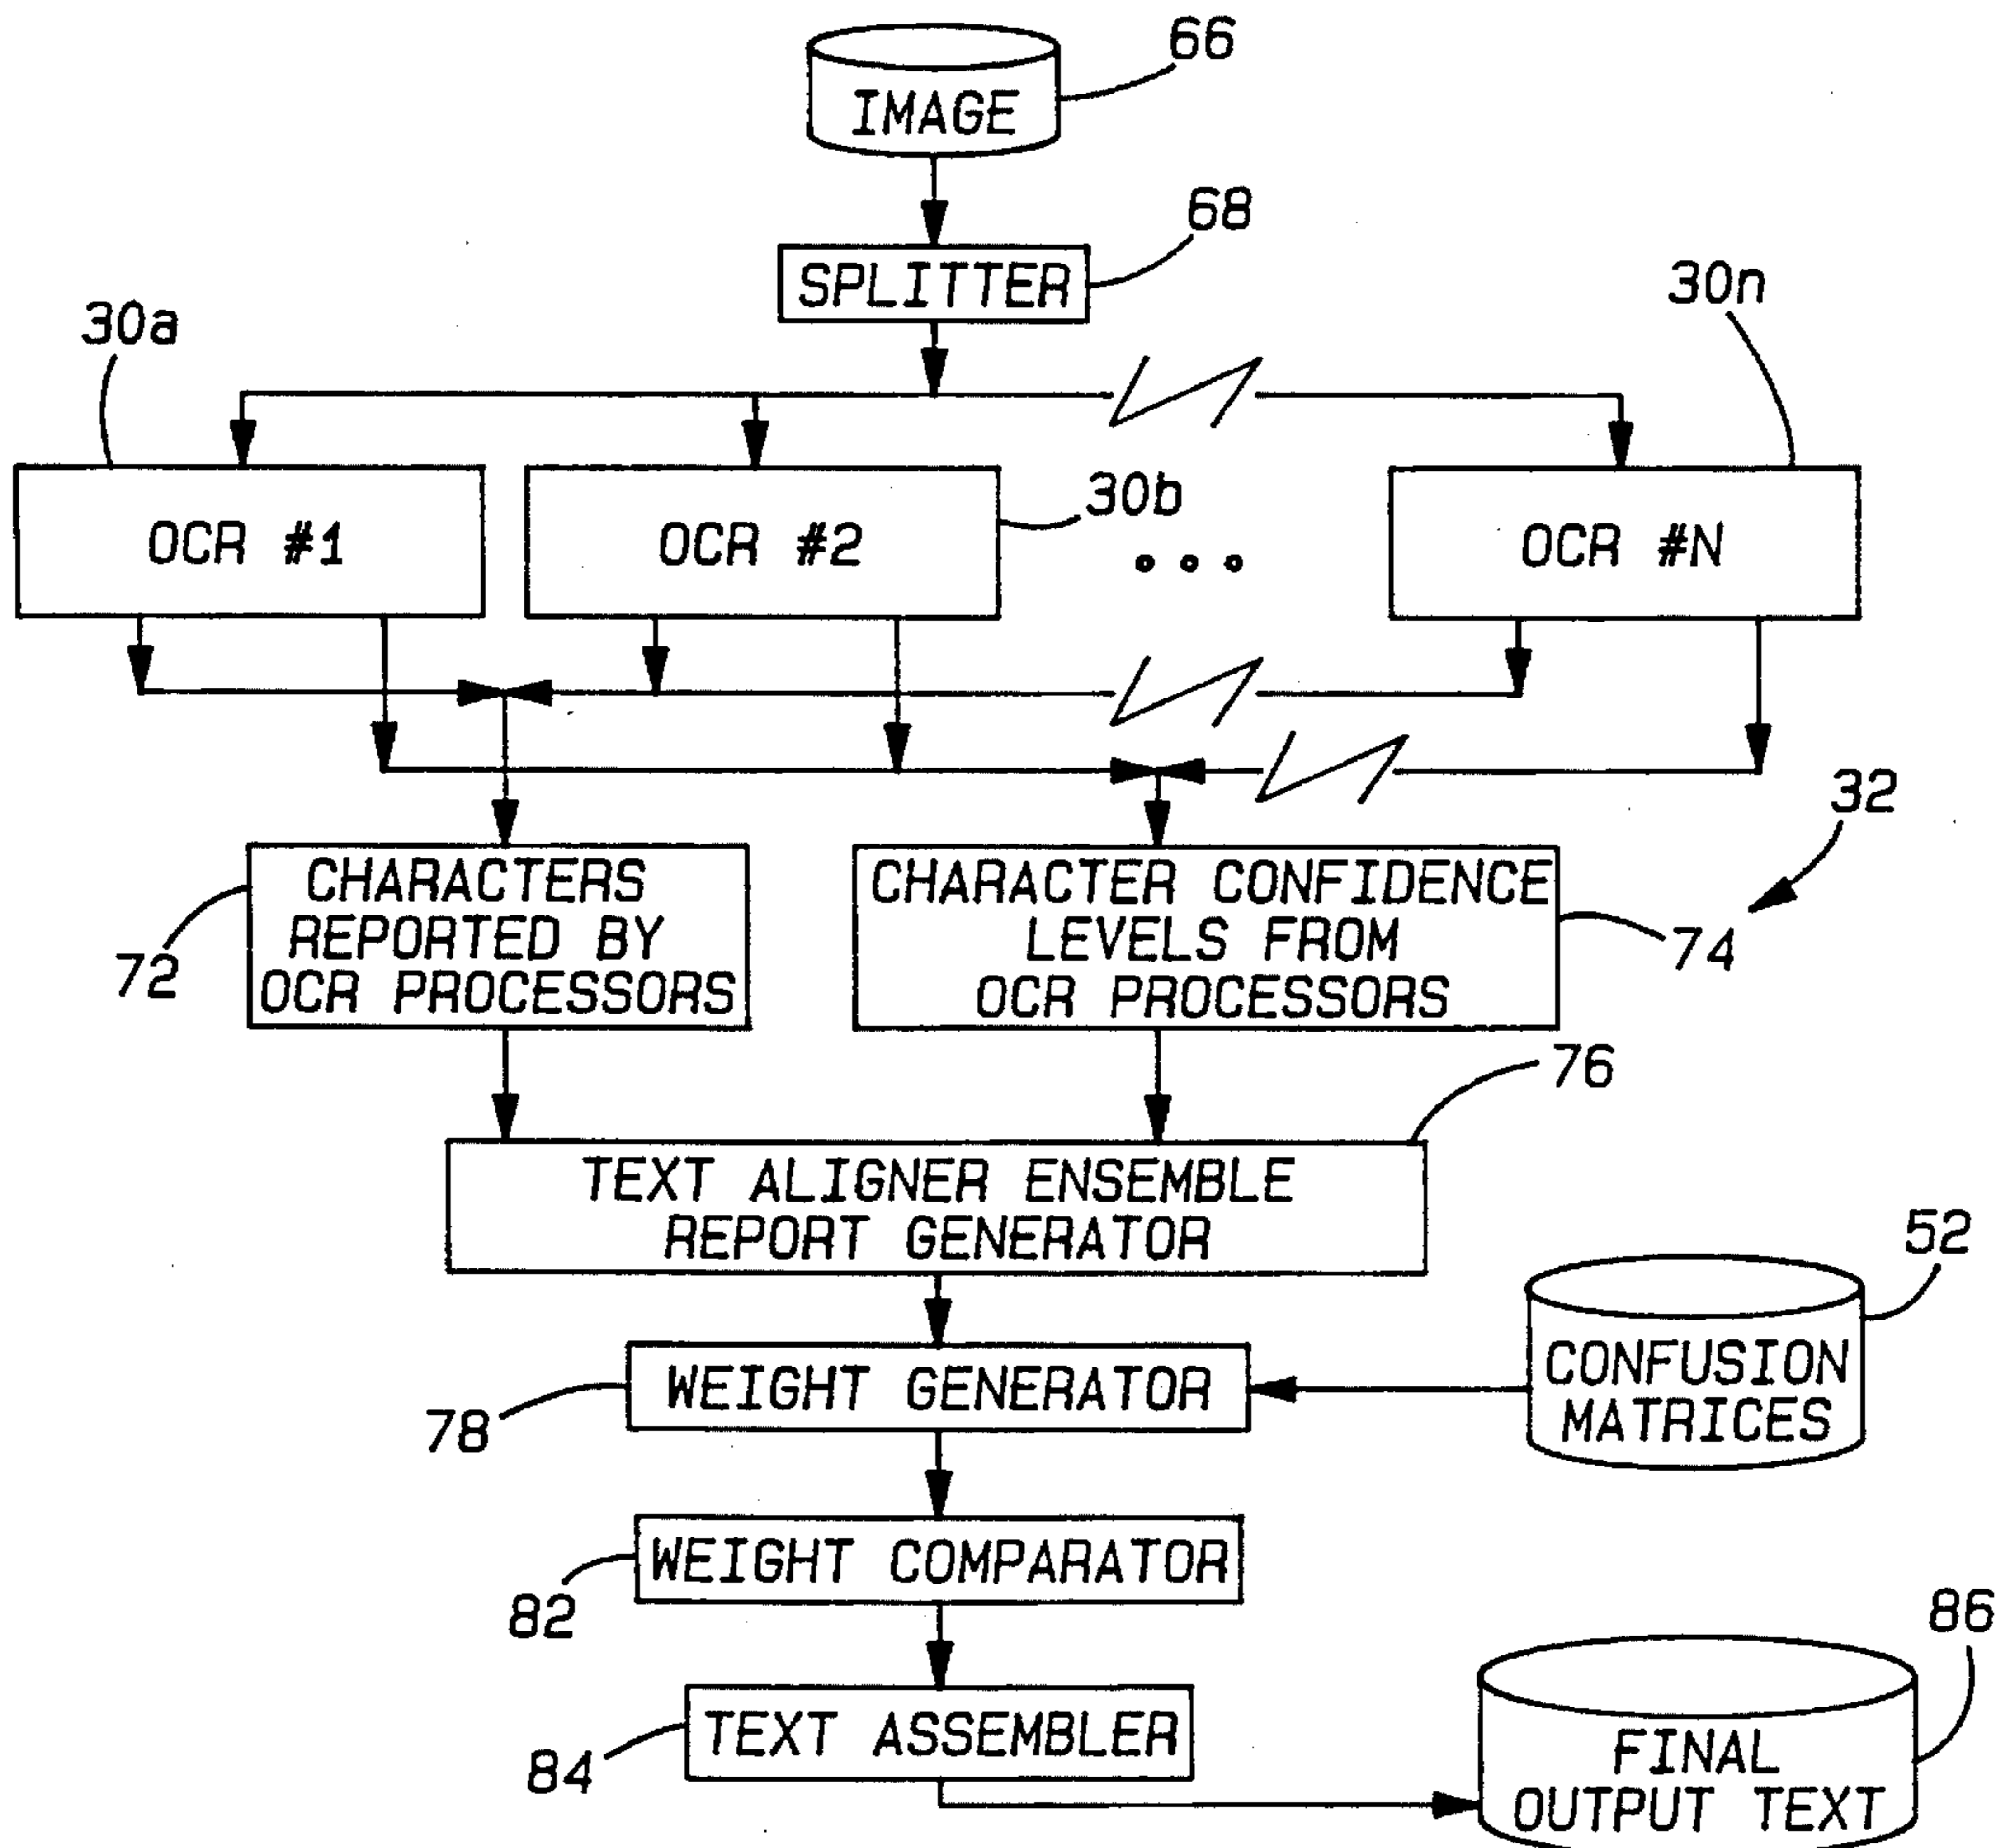 66
IMAGE
68
SPLITTER
30a
30n
OCR #1
OCR #2
30b
OCR #N
32
CHARACTERS
REPORTED BY
OCR PROCESSORS
72
CHARACTER CONFIDENCE
LEVELS FROM
OCR PROCESSORS
74
76
TEXT ALIGNER ENSEMBLE
REPORT GENERATOR
52
CONFUSION
MATRICES
WEIGHT GENERATOR
78
WEIGHT COMPARATOR
82
86
TEXT ASSEMBLER
84
FINAL
OUTPUT TEXT